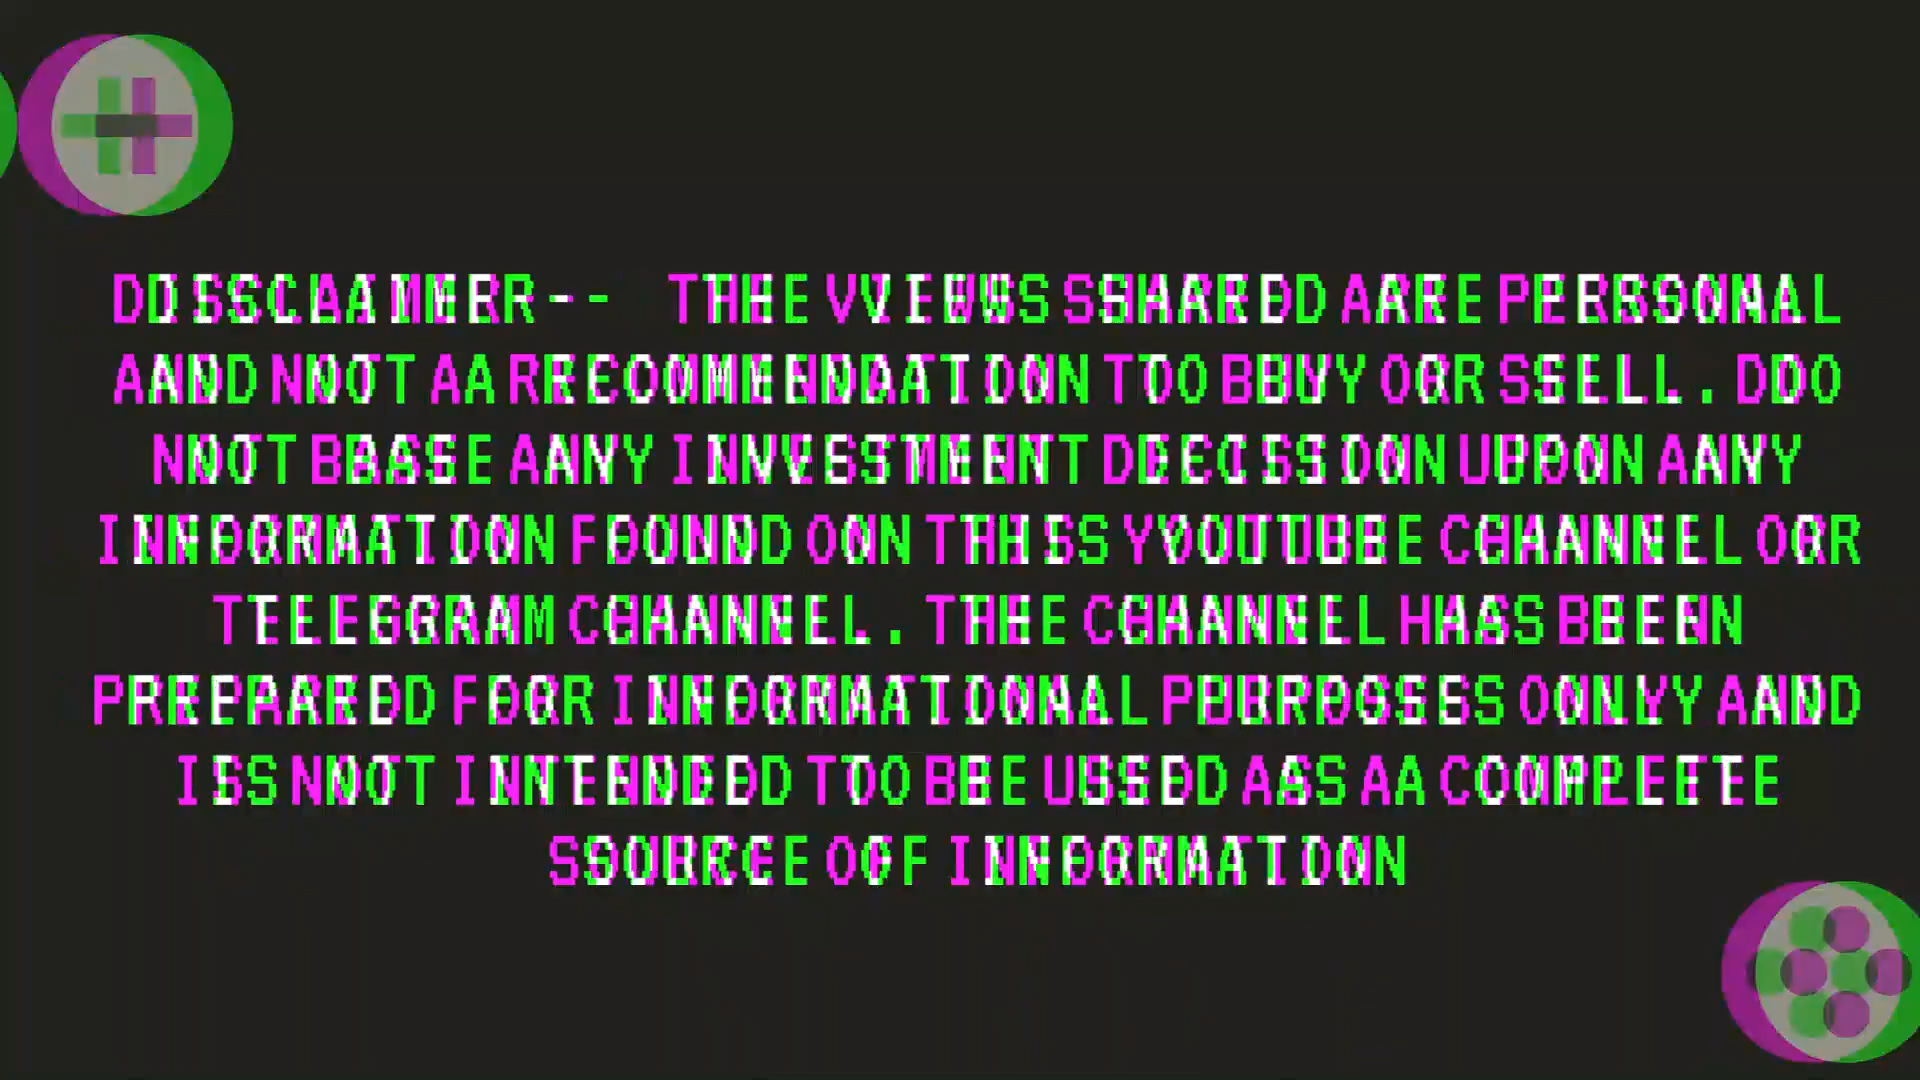 DISCLAIMER- THE VIEWS SHARED ARE PERSONAL
AND NOT A RECOMMENDATION TO BUY OR SELL. DO
NOT BASE ANY INVESTMENT DECISION UPON ANY
INFORMATION FOUND ON THIS YOUTUBE CHANNEL OR
TELEGRAM CHANNEL. THE CHANNEL HAS BEEN
PREPARED FOR INFORMATIONAL PURPOSES ONLY AND
IS NOT INTENDED TO BE USED AS A COMPLETE
SOURCE OF INFORMATION